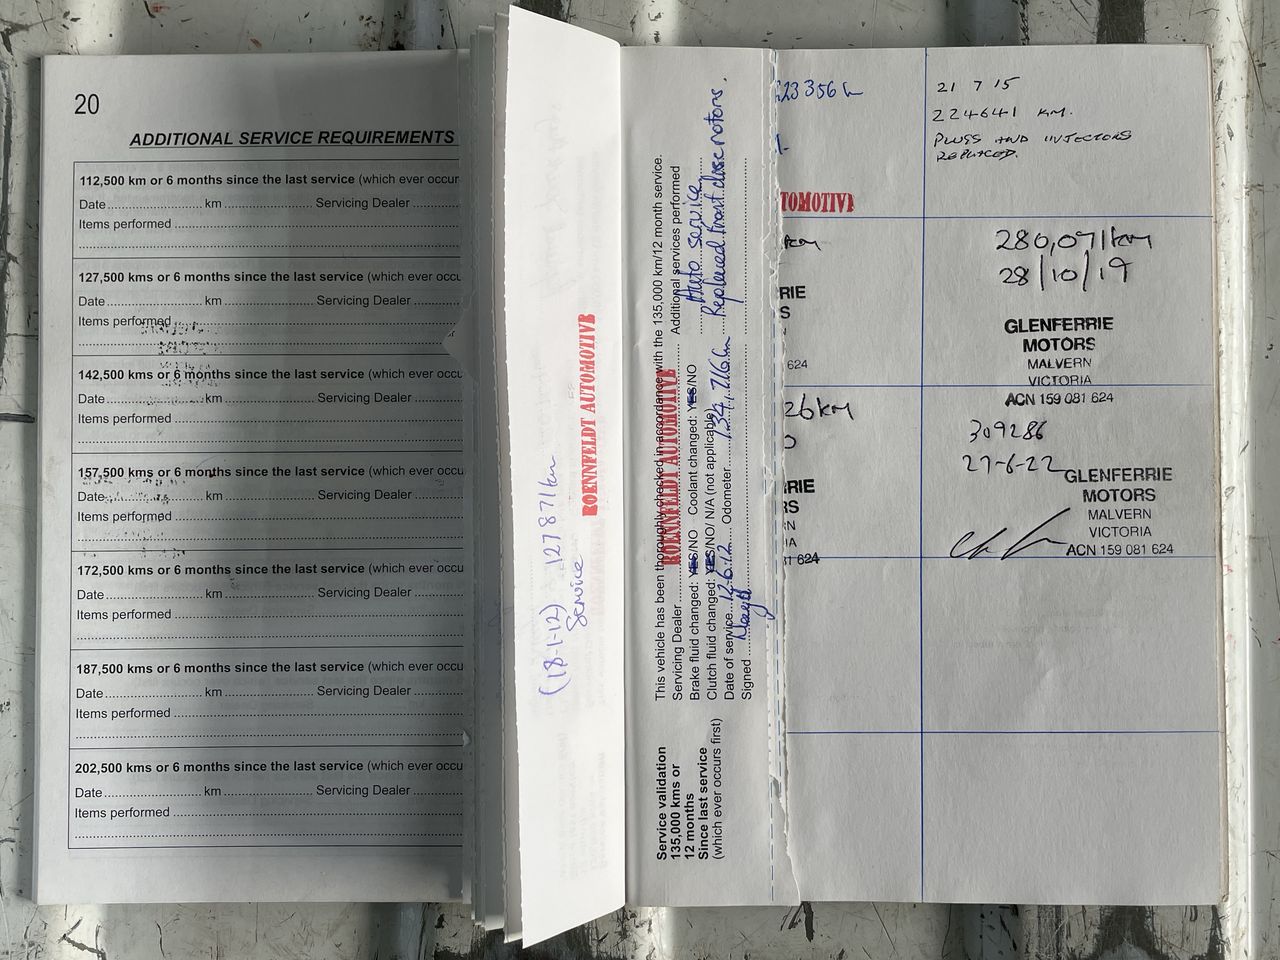 20
ADDITIONAL SERVICE REQUIREMENTS
112,500 km or 6 months since the last service (which ever occur
Date.....................km.......................Servicing Dealer
Items performed
127,500 kms or 6 months since the last service (which ever occu
Date.....................km.......................Servicing Dealer
Items performed
142,500 kms or 6 months since the last service (which ever occu
Date.....................km.......................Servicing Dealer
Items performed
157,500 kms or 6 months since the last service (which ever occu
Date.....................km.......................Servicing Dealer
Items performed
172,500 kms or 6 months since the last service (which ever occu
Date.....................km.......................Servicing Dealer
Items performed
187,500 kms or 6 months since the last service (which ever occu
Date.....................km.......................Servicing Dealer
Items performed
202,500 kms or 6 months since the last service (which ever occu
Date.....................km.......................Servicing Dealer
Items performed
(18-1-12) 127871km
Service
ROENNFELDT AUTOMOTIVE
Service validation
135,000 kms or
12 months
Since last service
(which ever occurs first)
This vehicle has been thoroughly checked in accordance with the 135,000 km/12 month service.
Servicing Dealer ROENNFELDT AUTOMOTIVE Additional services performed
Brake fluid changed: YES/NO Coolant changed: YES/NO Auto service
Clutch fluid changed: YES/NO/ N/A (not applicable)
Date of service 12-6-12 Odometer 134,716km Replaced front disc rotors.
Signed
23356km
TOMOTIVE
km
RIE
S
624
26km
RIE
RS
N
IA
624
21 7 15
224641 KM.
PLUGS AND INJECTORS
REPLACED.
280,071km
28/10/19
GLENFERRIE
MOTORS
MALVERN
VICTORIA
ACN 159 081 624
309286
27-6-22
GLENFERRIE
MOTORS
MALVERN
VICTORIA
ACN 159 081 624